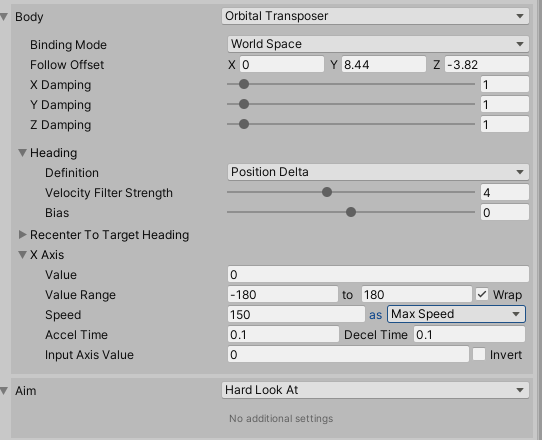 Body Orbital Transposer
Binding Mode World Space
Follow Offset X 0 Y 8.44 Z -3.82
X Damping 1
Y Damping 1
Z Damping 1
Heading
Definition Position Delta
Velocity Filter Strength 4
Bias 0
Recenter To Target Heading
X Axis
Value 0
Value Range -180 to 180 Wrap
Speed 150 as Max Speed
Accel Time 0.1 Decel Time 0.1
Input Axis Value 0 Invert
Aim Hard Look At
No additional settings